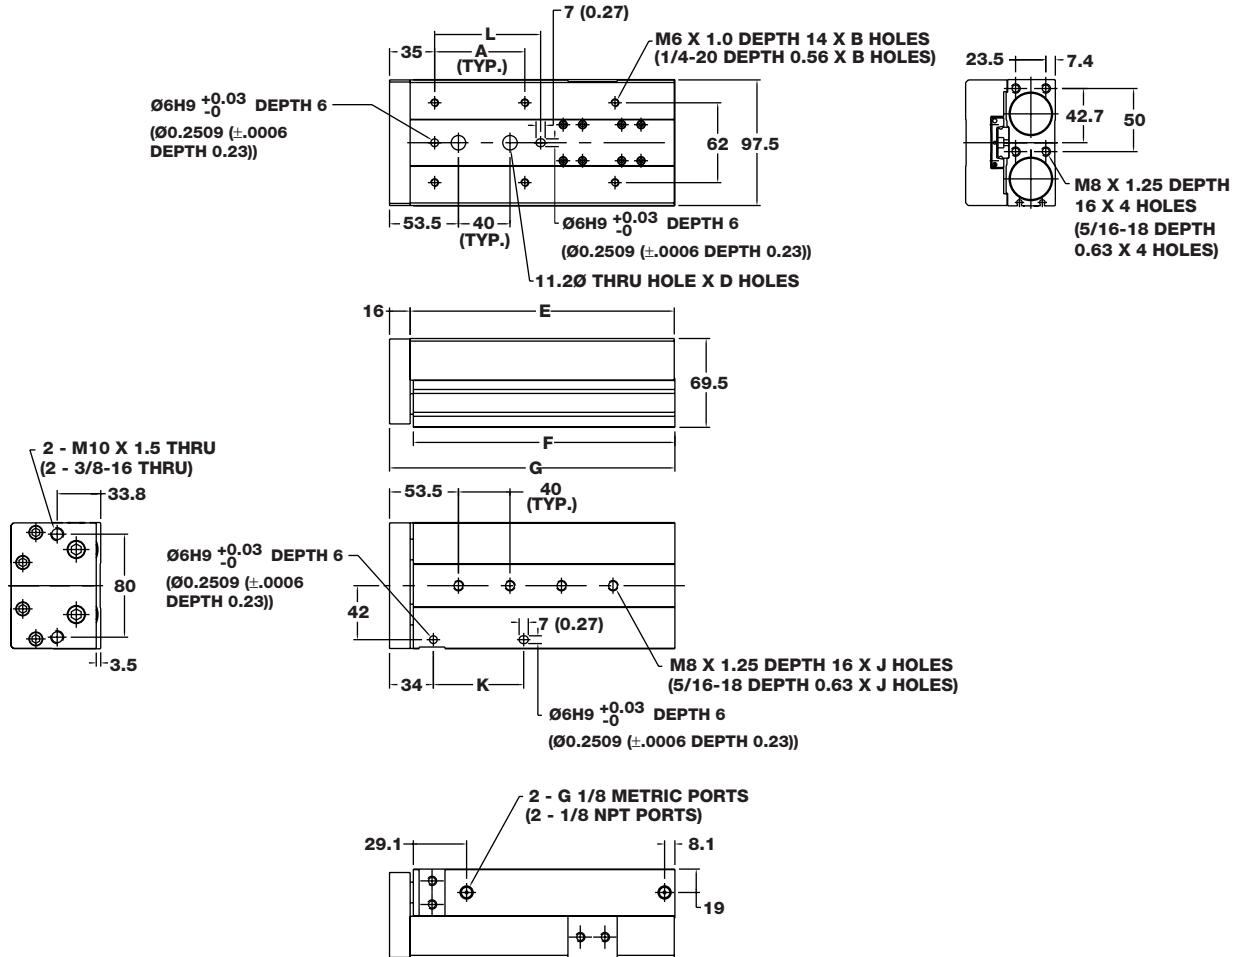 7 (0.27)
L
35
A
(TYP.)
M6 X 1.0 DEPTH 14 X B HOLES
(1/4-20 DEPTH 0.56 X B HOLES)
Ø6H9 +0.03 -0 DEPTH 6
(Ø0.2509 (±.0006
DEPTH 0.23))
62
97.5
53.5
40
(TYP.)
Ø6H9 +0.03 -0 DEPTH 6
(Ø0.2509 (±.0006 DEPTH 0.23))
11.2Ø THRU HOLE X D HOLES
23.5
7.4
42.7
50
M8 X 1.25 DEPTH
16 X 4 HOLES
(5/16-18 DEPTH
0.63 X 4 HOLES)
16
E
69.5
F
G
2 - M10 X 1.5 THRU
(2 - 3/8-16 THRU)
33.8
80
3.5
53.5
40
(TYP.)
Ø6H9 +0.03 -0 DEPTH 6
(Ø0.2509 (±.0006
DEPTH 0.23))
42
7 (0.27)
34
K
M8 X 1.25 DEPTH 16 X J HOLES
(5/16-18 DEPTH 0.63 X J HOLES)
Ø6H9 +0.03 -0 DEPTH 6
(Ø0.2509 (±.0006 DEPTH 0.23))
2 - G 1/8 METRIC PORTS
(2 - 1/8 NPT PORTS)
29.1
8.1
19